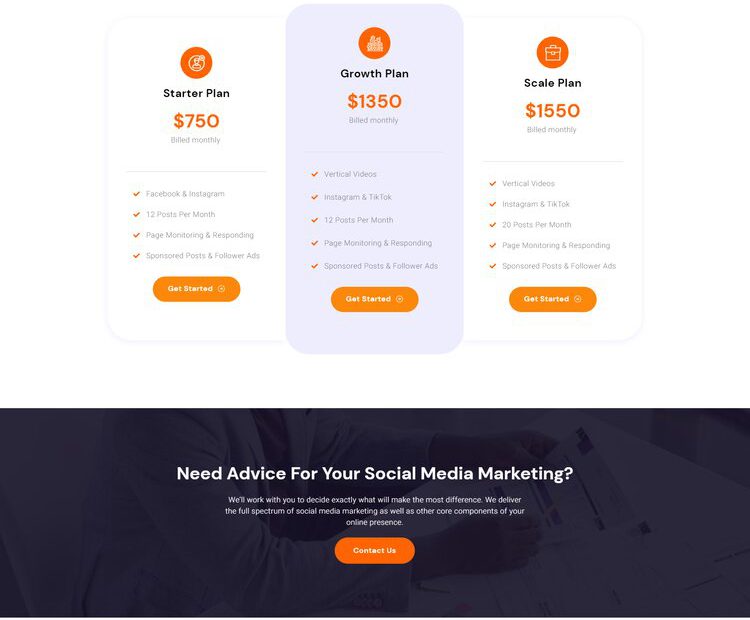 Starter Plan
$750
Billed monthly
Facebook & Instagram
12 Posts Per Month
Page Monitoring & Responding
Sponsored Posts & Follower Ads
Get Started
Growth Plan
$1350
Billed monthly
Vertical Videos
Instagram & TikTok
12 Posts Per Month
Page Monitoring & Responding
Sponsored Posts & Follower Ads
Get Started
Scale Plan
$1550
Billed monthly
Vertical Videos
Instagram & TikTok
20 Posts Per Month
Page Monitoring & Responding
Sponsored Posts & Follower Ads
Get Started
Need Advice For Your Social Media Marketing?
We'll work with you to decide exactly what will make the most difference. We deliver
the full spectrum of social media marketing as well as other core components of your
online presence.
Contact Us